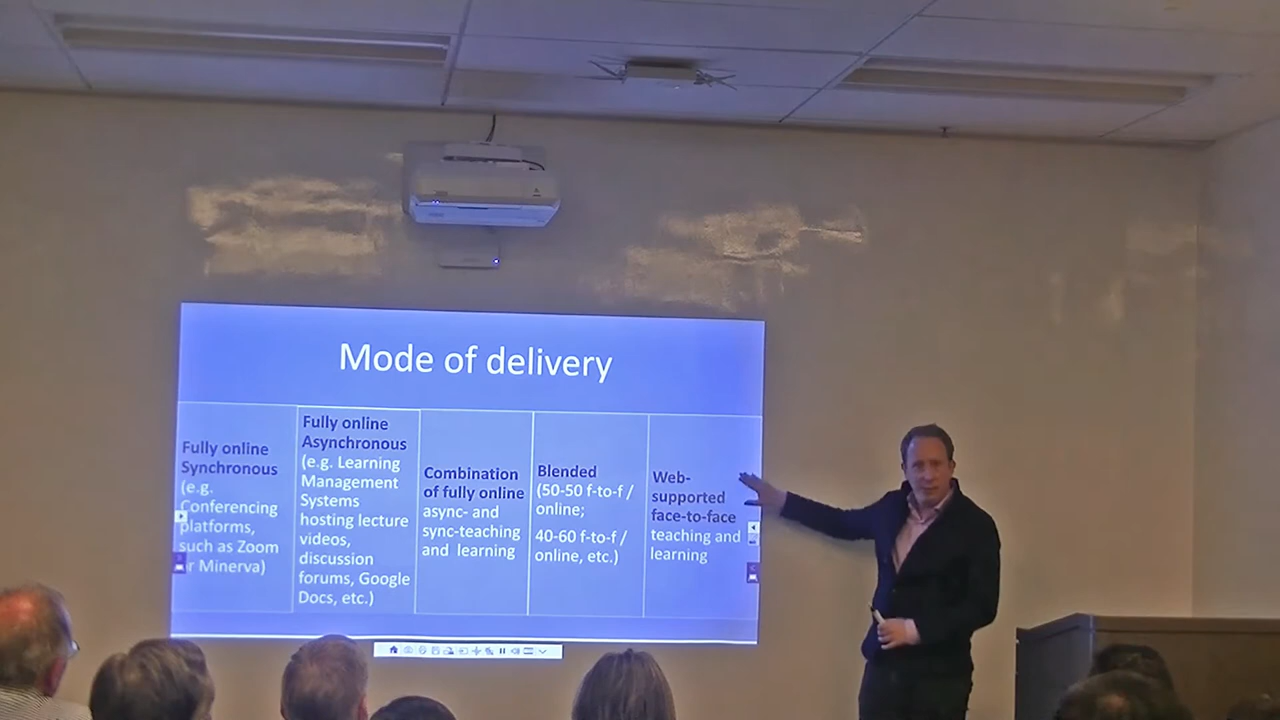 Mode of delivery
Fully online
Synchronous
(e.g.
Conferencing
platforms,
such as Zoom
or Minerva)
Fully online
Asynchronous
(e.g. Learning
Management
Systems
hosting lecture
videos,
discussion
forums, Google
Docs, etc.)
Combination
of fully online
async- and
sync-teaching
and learning
Blended
(50-50 f-to-f /
online;
40-60 f-to-f /
online, etc.)
Web-
supported
face-to-face
teaching and
learning